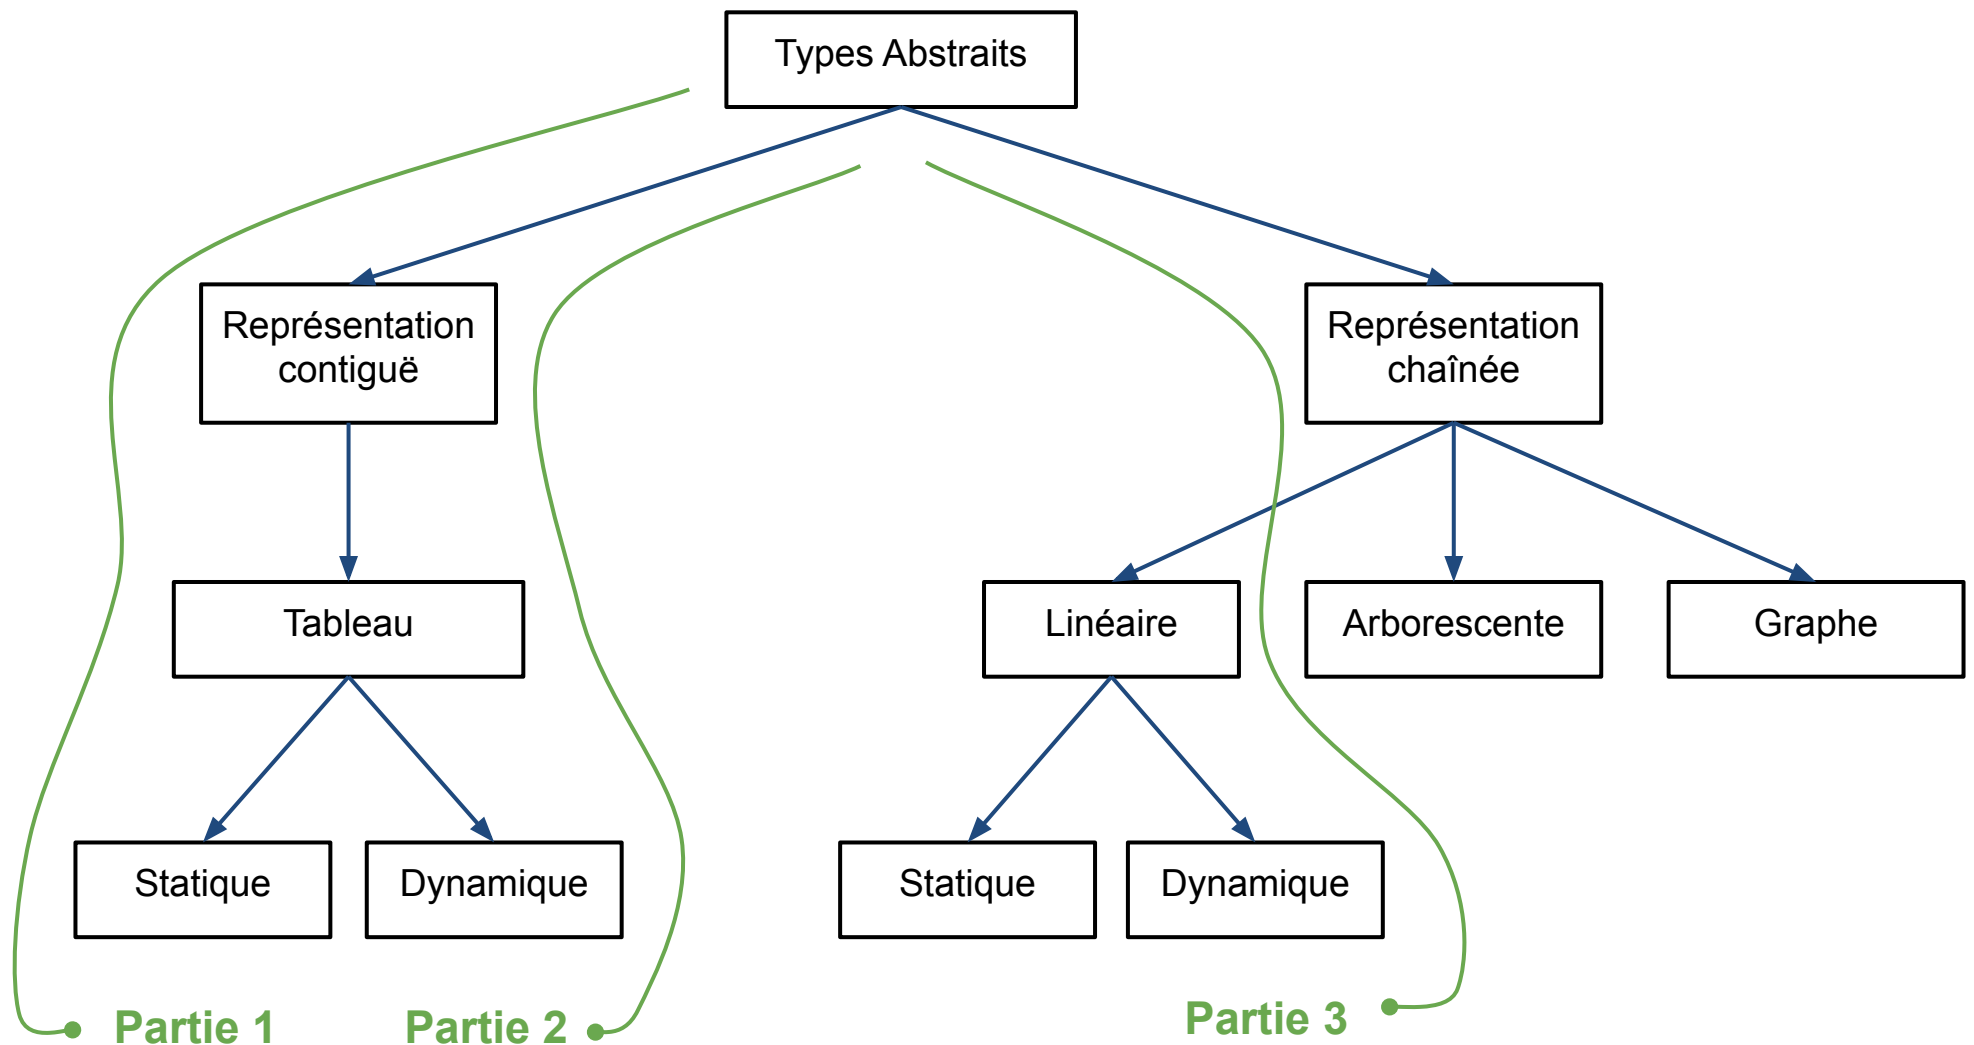 Types Abstraits
Représentation
contiguë
Représentation
chaînée
Tableau
Linéaire
Arborescente
Graphe
Statique
Dynamique
Statique
Dynamique
Partie 1
Partie 2
Partie 3